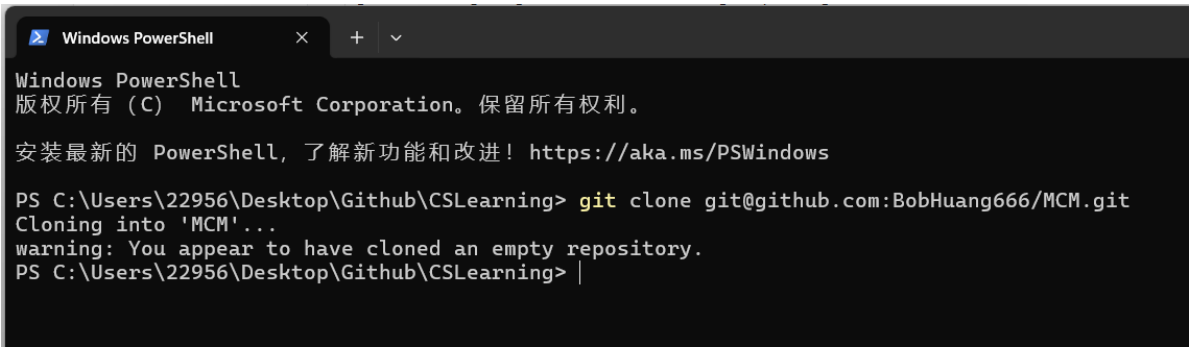 Windows PowerShell
Windows PowerShell
版权所有 (C)  Microsoft Corporation。保留所有权利。
安装最新的 PowerShell，了解新功能和改进！https://aka.ms/PSWindows
PS C:\Users\22956\Desktop\Github\CSLearning> git clone git@github.com:BobHuang666/MCM.git
Cloning into 'MCM'...
warning: You appear to have cloned an empty repository.
PS C:\Users\22956\Desktop\Github\CSLearning>